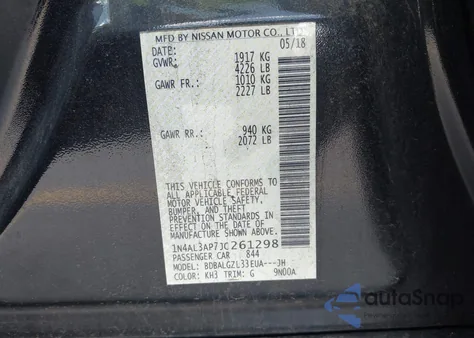 MFD BY NISSAN MOTOR CO., LTD.
DATE: 05/18
GVWR: 1917 KG
4226 LB
GAWR FR.: 1010 KG
2227 LB
GAWR RR.: 940 KG
2072 LB
THIS VEHICLE CONFORMS TO
ALL APPLICABLE FEDERAL
MOTOR VEHICLE SAFETY,
BUMPER, AND THEFT
PREVENTION STANDARDS IN
EFFECT ON THE DATE OF
MANUFACTURE SHOWN ABOVE.
1N4AL3AP7JC261298
PASSENGER CAR 844
MODEL: BDBALGZL33EUA---JH
COLOR: KH3 TRIM: G 9N00A
autoSnap